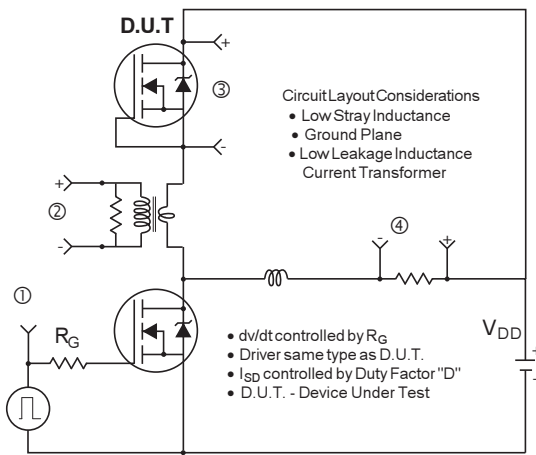 D.U.T
+
③
-
Circuit Layout Considerations
• Low Stray Inductance
• Ground Plane
• Low Leakage Inductance
Current Transformer
+
②
-
④
-
+
①
RG
• dv/dt controlled by RG
• Driver same type as D.U.T.
• ISD controlled by Duty Factor "D"
• D.U.T. - Device Under Test
VDD
+
-